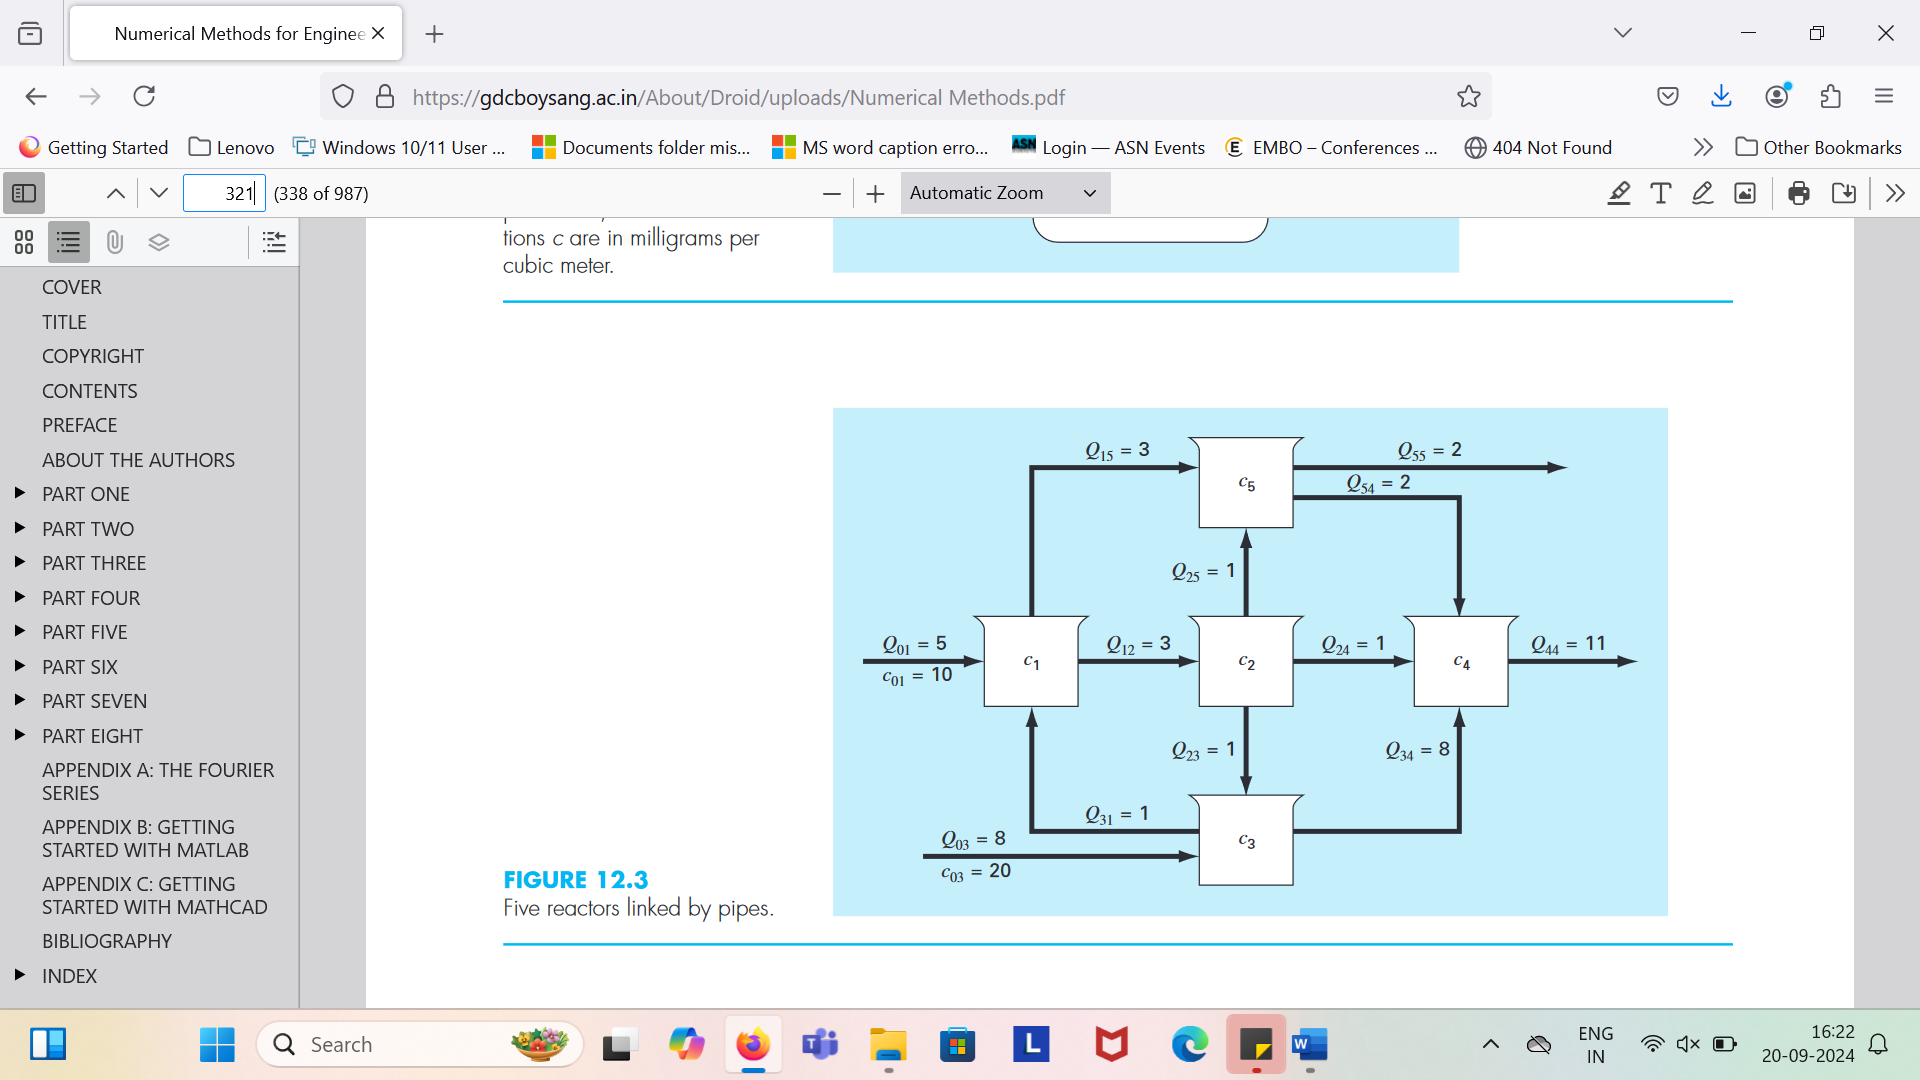 Numerical Methods for Enginee
https://gdcboysang.ac.in/About/Droid/uploads/Numerical Methods.pdf
Getting Started
Lenovo
Windows 10/11 User ...
Documents folder mis...
MS word caption erro...
ASN
Login — ASN Events
E
EMBO – Conferences ...
404 Not Found
Other Bookmarks
321
(338 of 987)
Automatic Zoom
COVER
TITLE
COPYRIGHT
CONTENTS
PREFACE
ABOUT THE AUTHORS
PART ONE
PART TWO
PART THREE
PART FOUR
PART FIVE
PART SIX
PART SEVEN
PART EIGHT
APPENDIX A: THE FOURIER
SERIES
APPENDIX B: GETTING
STARTED WITH MATLAB
APPENDIX C: GETTING
STARTED WITH MATHCAD
BIBLIOGRAPHY
INDEX
tions c are in milligrams per
cubic meter.
Q15 = 3
Q55 = 2
c5
Q54 = 2
Q25 = 1
Q01 = 5
c01 = 10
c1
Q12 = 3
c2
Q24 = 1
c4
Q44 = 11
Q23 = 1
Q34 = 8
Q31 = 1
Q03 = 8
c03 = 20
c3
FIGURE 12.3
Five reactors linked by pipes.
Search
L
W
ENG
IN
16:22
20-09-2024